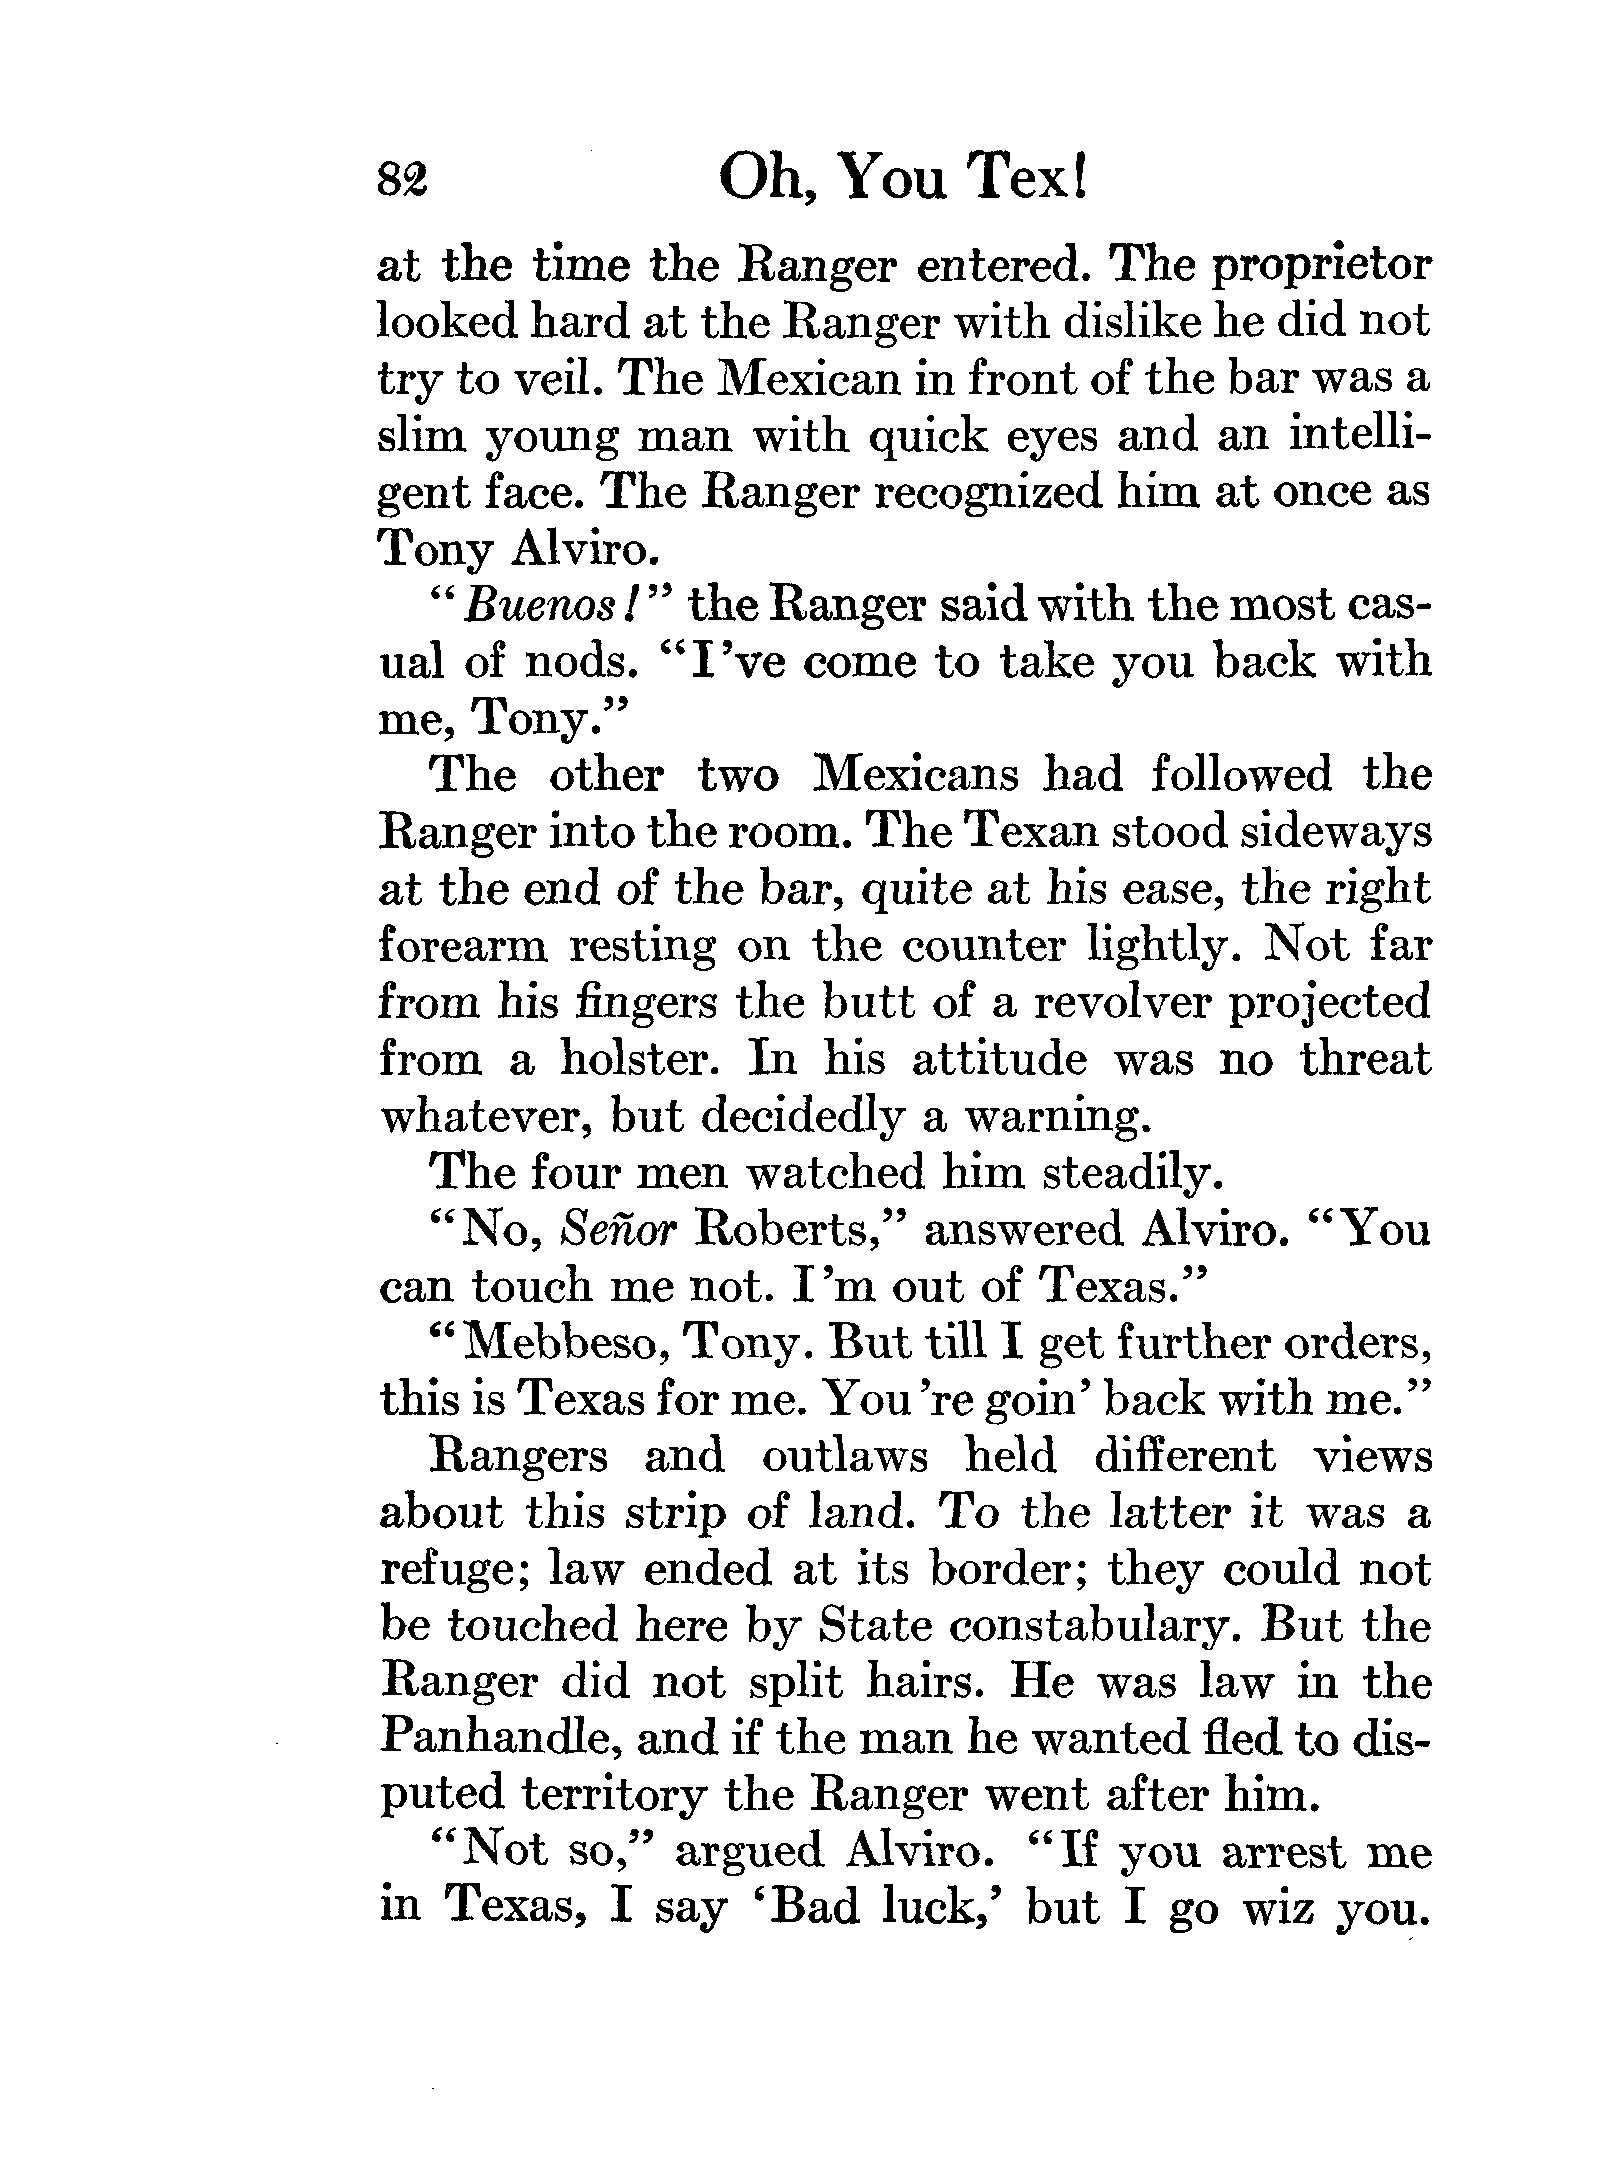 82 Oh, You Tex!
at the time the Ranger entered. The proprietor
looked hard at the Ranger with dislike he did not
try to veil. The Mexican in front of the bar was a
slim young man with quick eyes and an intelli-
gent face. The Ranger recognized him at once as
Tony Alviro.
“Buenos!” the Ranger said with the most cas-
ual of nods. “I’ve come to take you back with
me, Tony.”
The other two Mexicans had followed the
Ranger into the room. The Texan stood sideways
at the end of the bar, quite at his ease, the right
forearm resting on the counter lightly. Not far
from his fingers the butt of a revolver projected
from a holster. In his attitude was no threat
whatever, but decidedly a warning.
The four men watched him steadily.
“No, Señor Roberts,” answered Alviro. “You
can touch me not. I’m out of Texas.”
“Mebbeso, Tony. But till I get further orders,
this is Texas for me. You’re goin’ back with me.”
Rangers and outlaws held different views
about this strip of land. To the latter it was a
refuge; law ended at its border; they could not
be touched here by State constabulary. But the
Ranger did not split hairs. He was law in the
Panhandle, and if the man he wanted fled to dis-
puted territory the Ranger went after him.
“Not so,” argued Alviro. “If you arrest me
in Texas, I say ‘Bad luck,’ but I go wiz you.